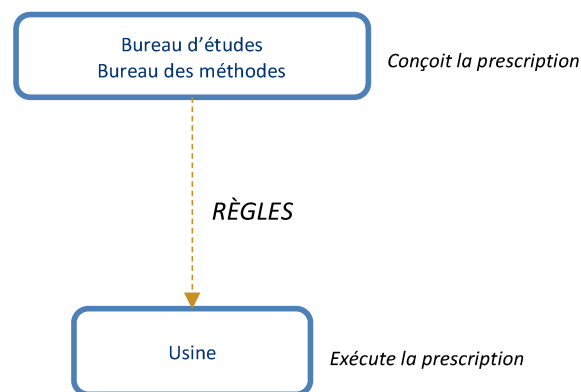 Bureau d’études
Bureau des méthodes
Conçoit la prescription
RÈGLES
Usine
Exécute la prescription